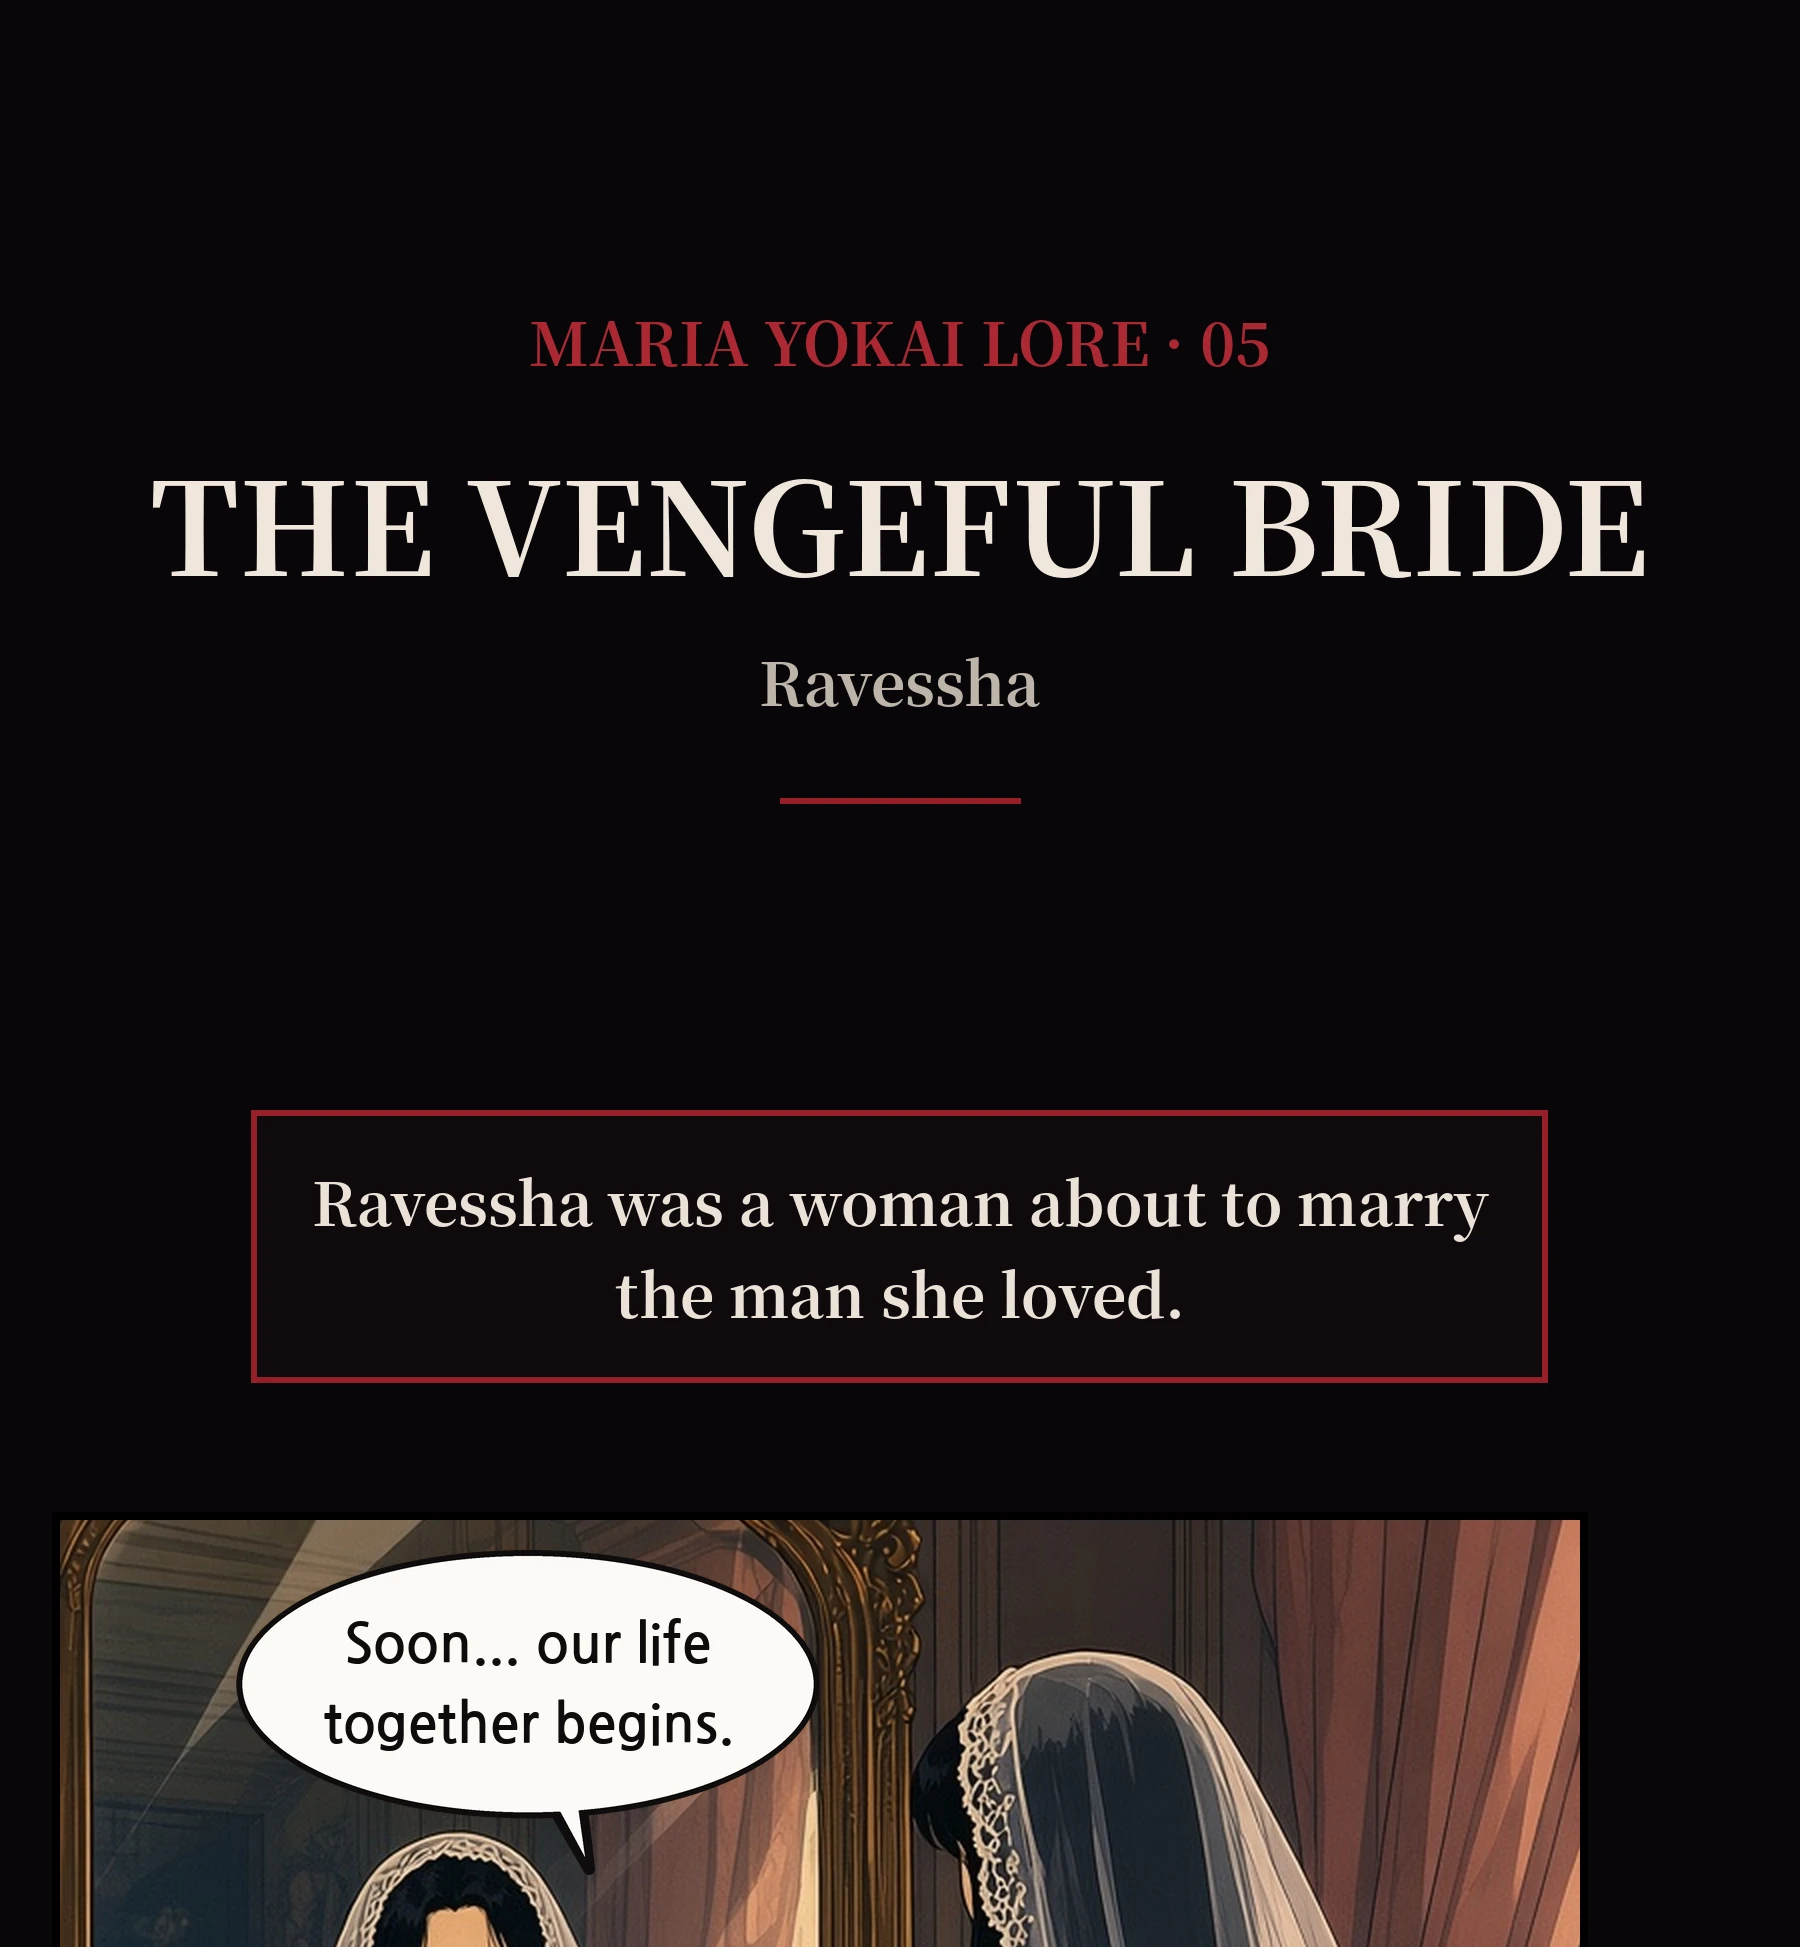 MARIA YOKAI LORE · 05
THE VENGEFUL BRIDE
Ravessha
Ravessha was a woman about to marry
the man she loved.
Soon... our life
together begins.